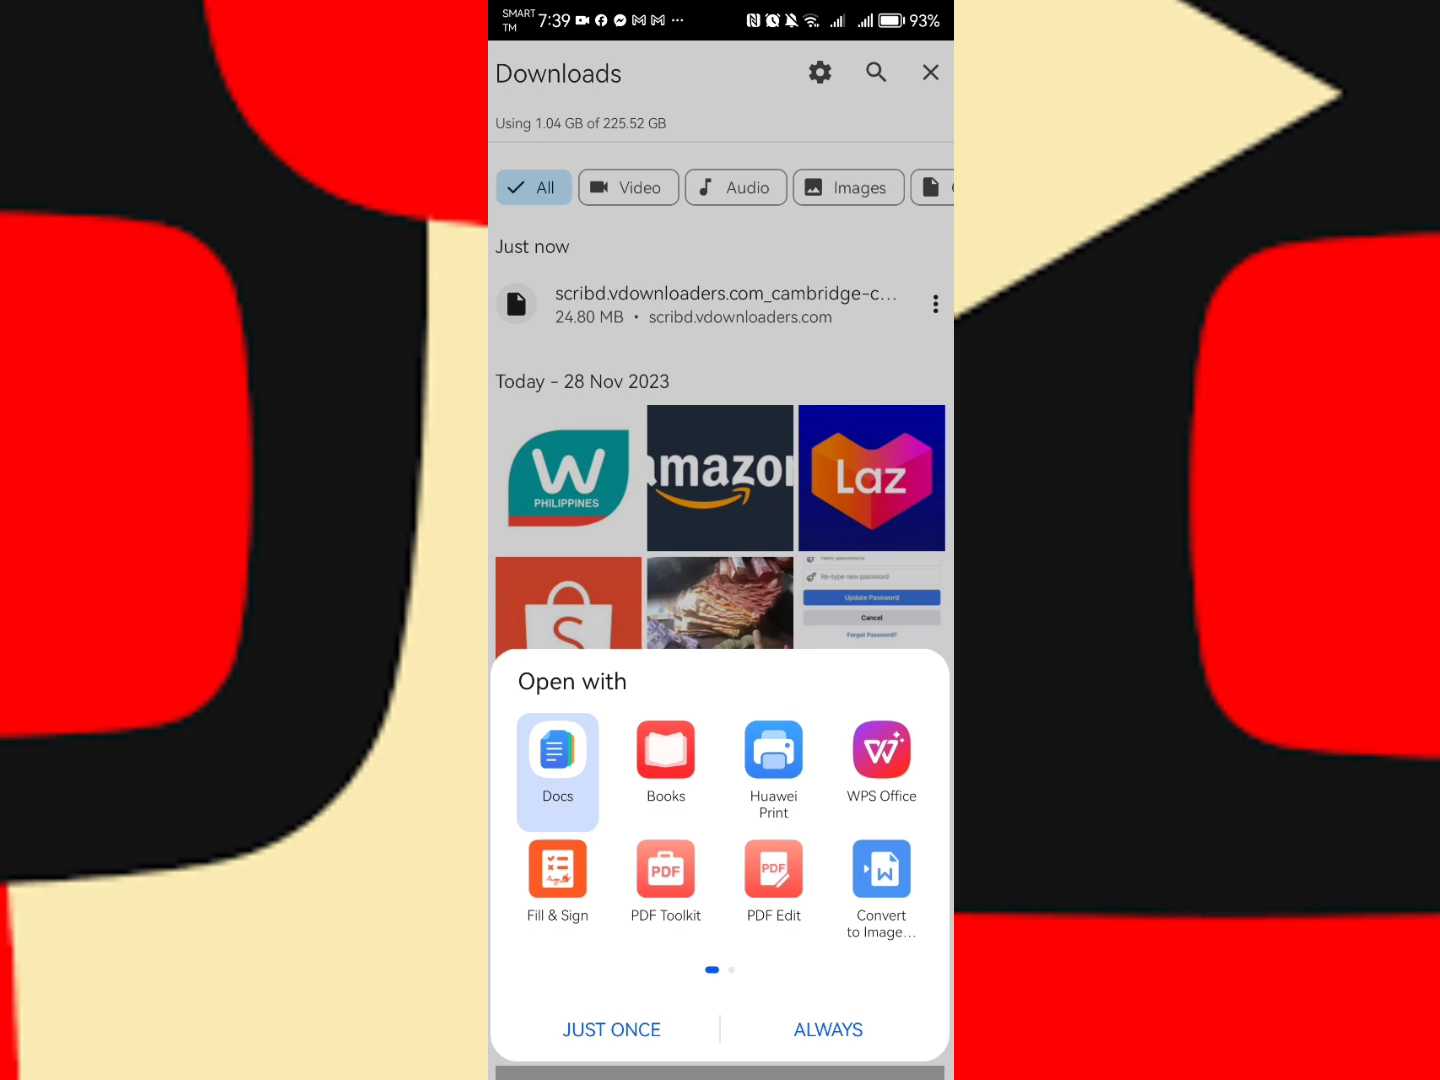 SMART
TM
7:39
93%
Downloads
Using 1.04 GB of 225.52 GB
All
Video
Audio
Images
Just now
scribd.vdownloaders.com_cambridge-c...
24.80 MB • scribd.vdownloaders.com
Today - 28 Nov 2023
W
PHILIPPINES
amazon
Laz
S
Re-type new password
Update Password
Cancel
Forgot Password?
Open with
Docs
Books
Huawei
Print
WPS Office
Fill & Sign
PDF
PDF Toolkit
PDF
PDF Edit
W
Convert
to Image...
JUST ONCE
ALWAYS